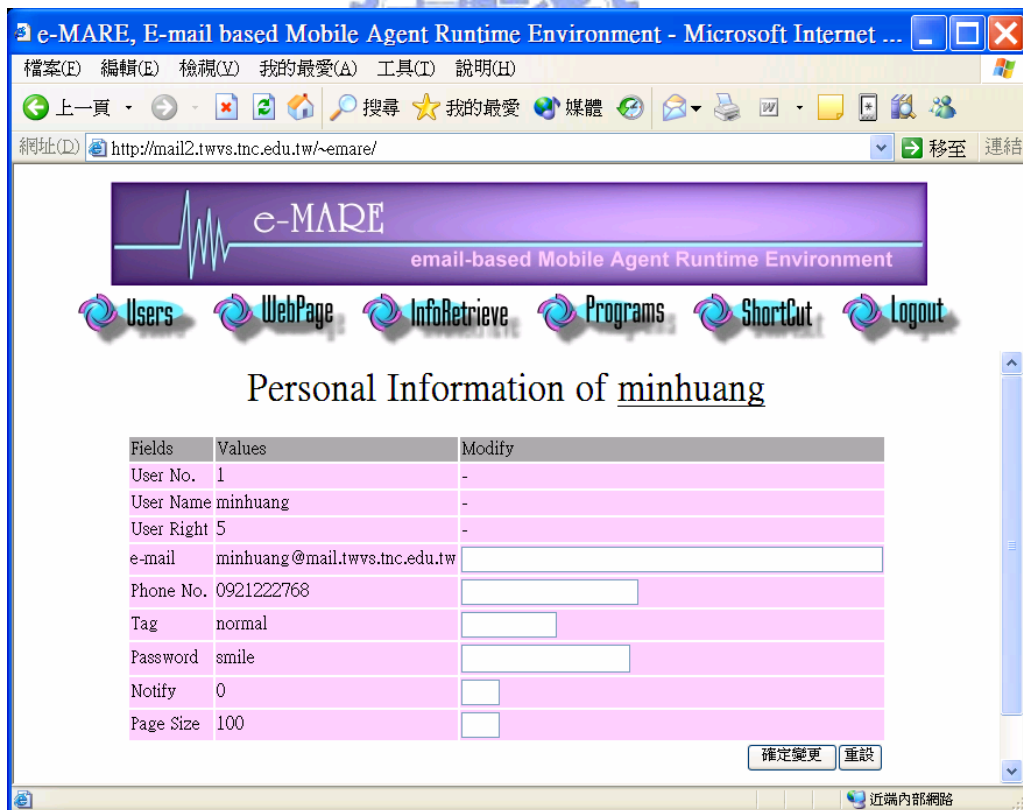 e-MARE, E-mail based Mobile Agent Runtime Environment - Microsoft Internet ...
檔案(F) 編輯(E) 檢視(V) 我的最愛(A) 工具(T) 說明(H)
上一頁 搜尋 我的最愛 媒體
網址(D) http://mail2.twvs.tnc.edu.tw/~emare/ 移至 連結
e-MARE
email-based Mobile Agent Runtime Environment
Users WebPage InfoRetrieve Programs ShortCut Logout
Personal Information of minhuang
Fields Values Modify
User No. 1 -
User Name minhuang -
User Right 5 -
e-mail minhuang@mail.twvs.tnc.edu.tw
Phone No. 0921222768
Tag normal
Password smile
Notify 0
Page Size 100
確定變更 重設
近端內部網路